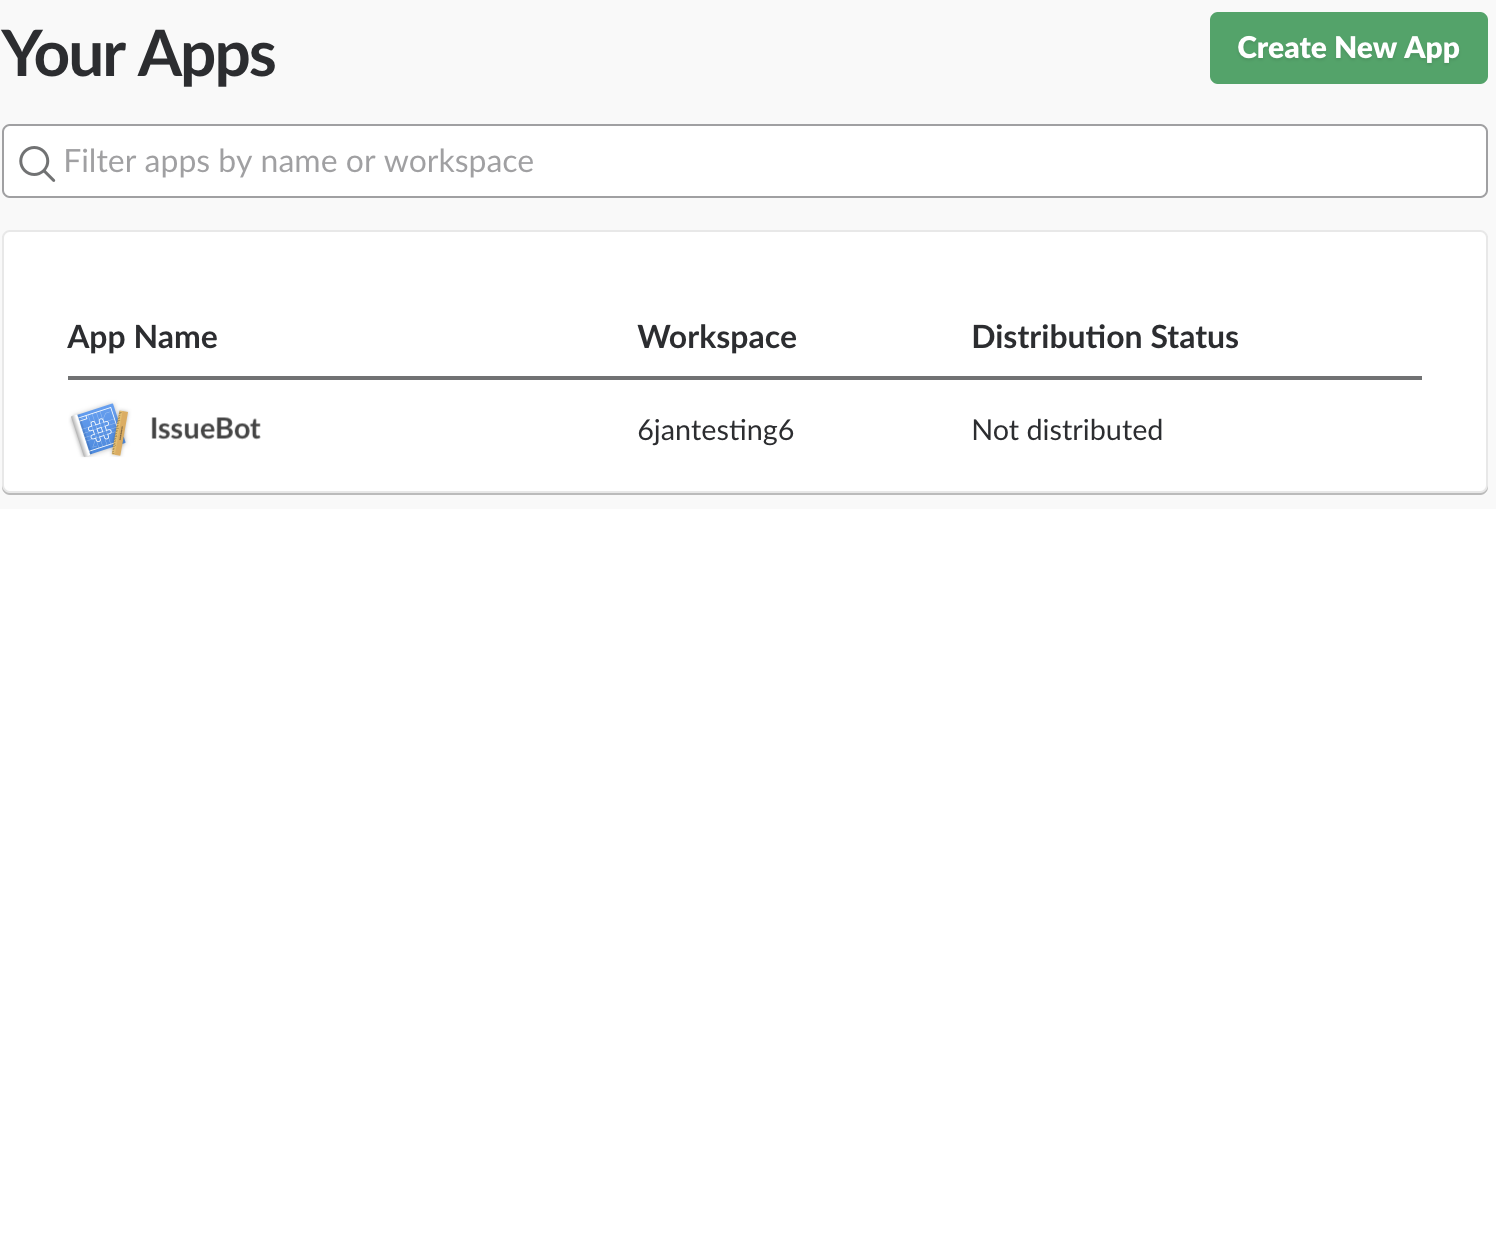 Your Apps
Create New App
Filter apps by name or workspace
App Name Workspace Distribution Status
IssueBot 6jantesting6 Not distributed